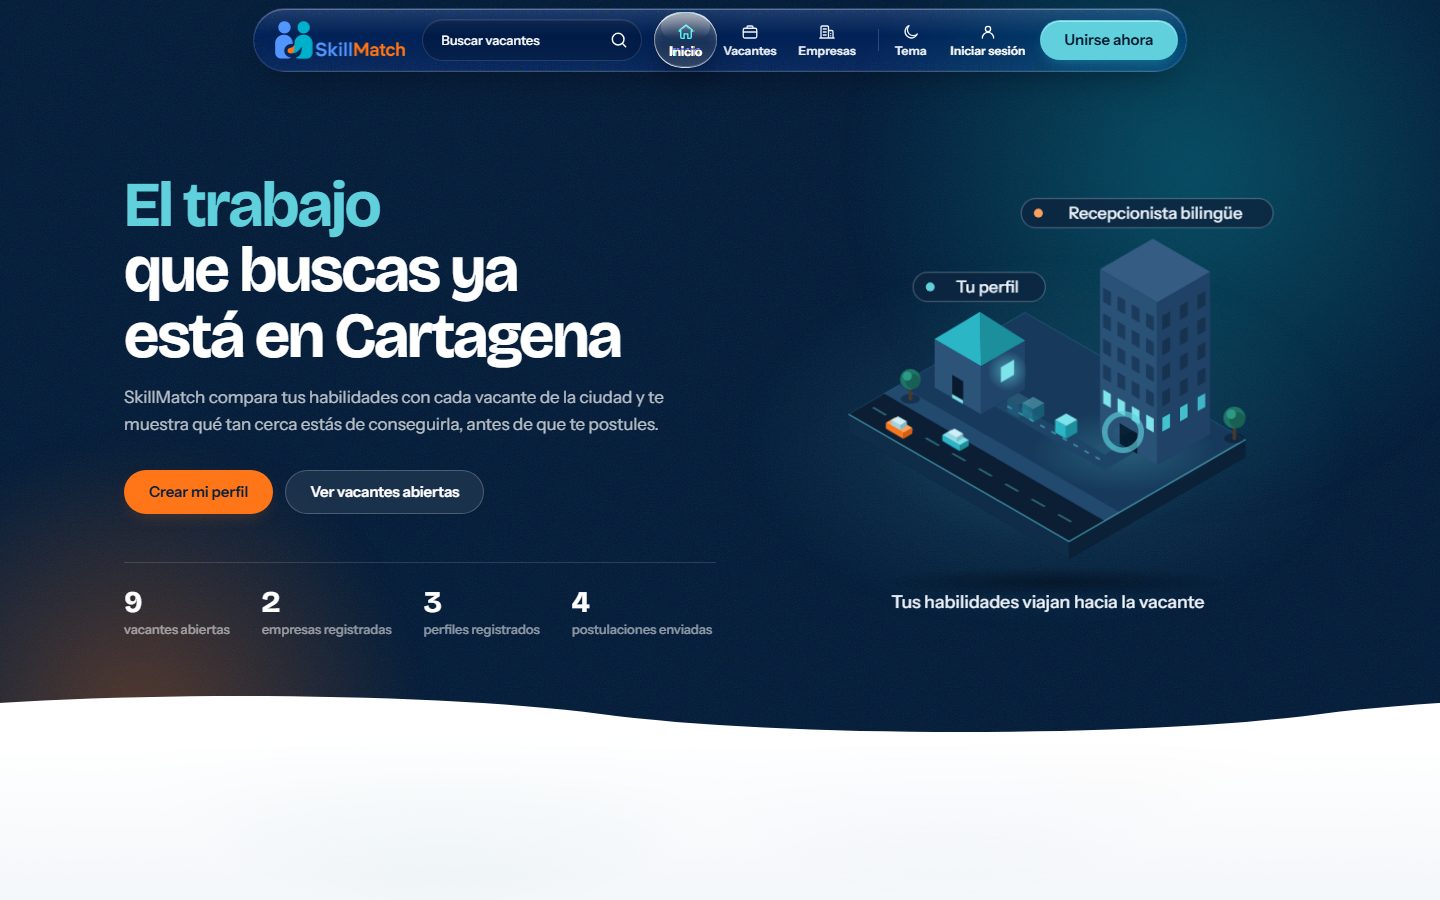 SkillMatch
Buscar vacantes
Inicio
Vacantes
Empresas
Tema
Iniciar sesión
Unirse ahora
El trabajo
que buscas ya
está en Cartagena
SkillMatch compara tus habilidades con cada vacante de la ciudad y te
muestra qué tan cerca estás de conseguirla, antes de que te postules.
Crear mi perfil
Ver vacantes abiertas
9
vacantes abiertas
2
empresas registradas
3
perfiles registrados
4
postulaciones enviadas
Recepcionista bilingüe
Tu perfil
Tus habilidades viajan hacia la vacante